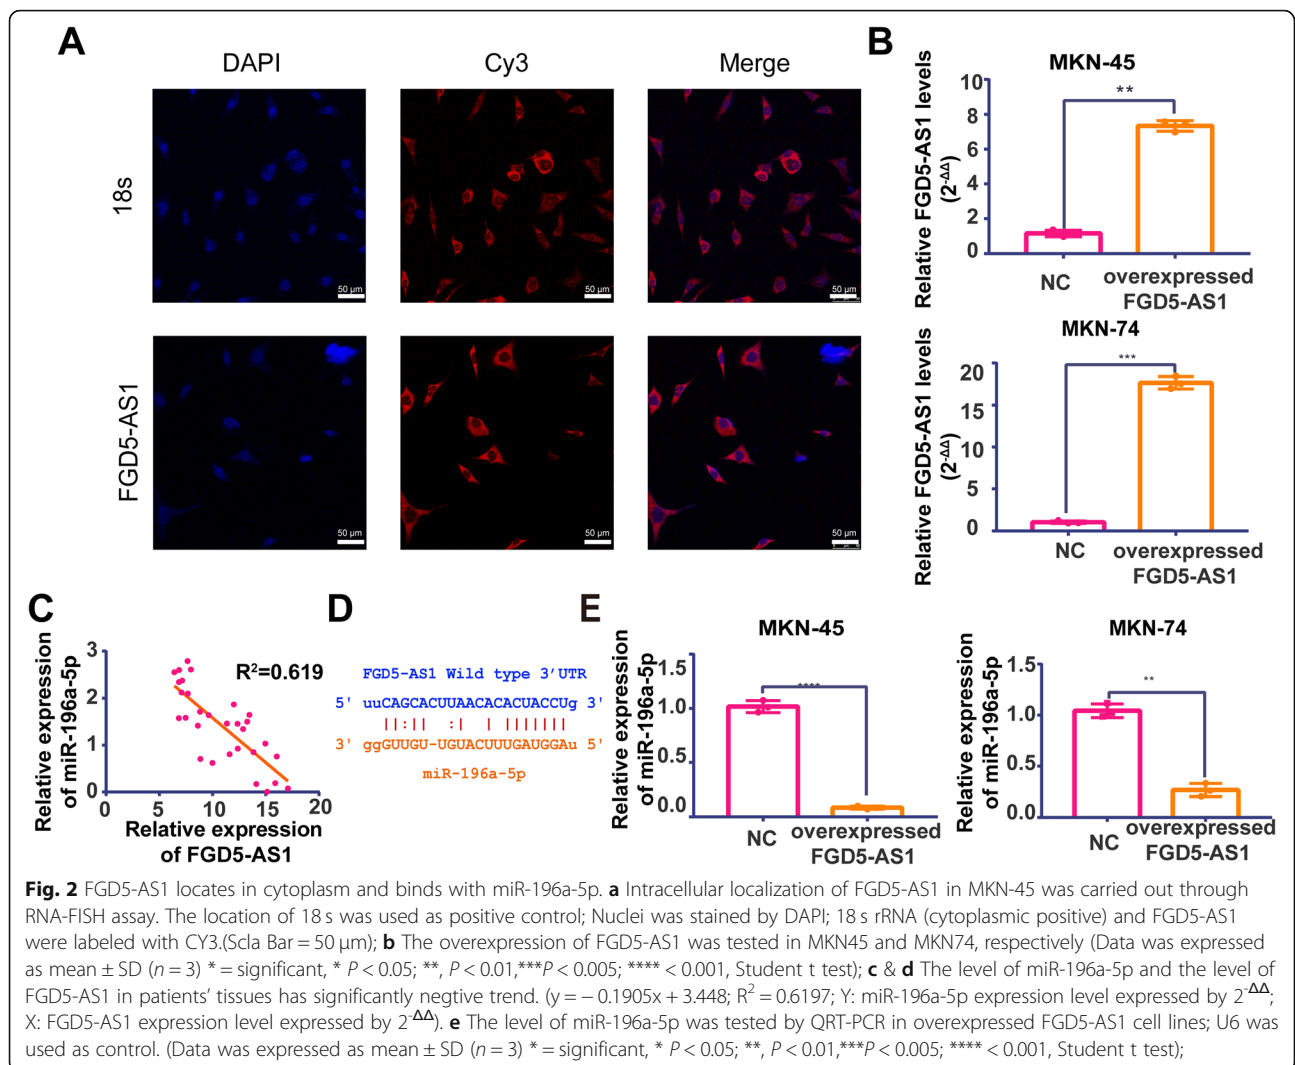 A
DAPI
Cy3
Merge
18s
50 µm
50 µm
50 µm
FGD5-AS1
50 µm
50 µm
50 µm
B
MKN-45
Relative FGD5-AS1 levels
(2-ΔΔ)
10
8
6
4
2
0
**
NC
overexpressed
FGD5-AS1
MKN-74
Relative FGD5-AS1 levels
(2-ΔΔ)
20
15
10
5
0
***
NC
overexpressed
FGD5-AS1
C
Relative expression
of miR-196a-5p
3
2
1
0
R2=0.619
0
5
10
15
20
Relative expression
of FGD5-AS1
D
FGD5-AS1 Wild type 3'UTR
5' uuCAGCACUUAACACACUACCUg 3'
||:|| :| | |||||||
3' ggGUUGU-UGUACUUUGAUGGAu 5'
miR-196a-5p
E
MKN-45
Relative expression
of miR-196a-5p
1.5
1.0
0.5
0.0
****
NC
overexpressed
FGD5-AS1
MKN-74
Relative expression
of miR-196a-5p
1.5
1.0
0.5
0.0
**
NC
overexpressed
FGD5-AS1
Fig. 2 FGD5-AS1 locates in cytoplasm and binds with miR-196a-5p. a Intracellular localization of FGD5-AS1 in MKN-45 was carried out through
RNA-FISH assay. The location of 18 s was used as positive control; Nuclei was stained by DAPI; 18 s rRNA (cytoplasmic positive) and FGD5-AS1
were labeled with CY3.(Scla Bar = 50 µm); b The overexpression of FGD5-AS1 was tested in MKN45 and MKN74, respectively (Data was expressed
as mean ± SD (n = 3) * = significant, * P < 0.05; **, P < 0.01,***P < 0.005; **** < 0.001, Student t test); c & d The level of miR-196a-5p and the level of
FGD5-AS1 in patients' tissues has significantly negtive trend. (y = − 0.1905x + 3.448; R2 = 0.6197; Y: miR-196a-5p expression level expressed by 2-ΔΔ;
X: FGD5-AS1 expression level expressed by 2-ΔΔ). e The level of miR-196a-5p was tested by QRT-PCR in overexpressed FGD5-AS1 cell lines; U6 was
used as control. (Data was expressed as mean ± SD (n = 3) * = significant, * P < 0.05; **, P < 0.01,***P < 0.005; **** < 0.001, Student t test);